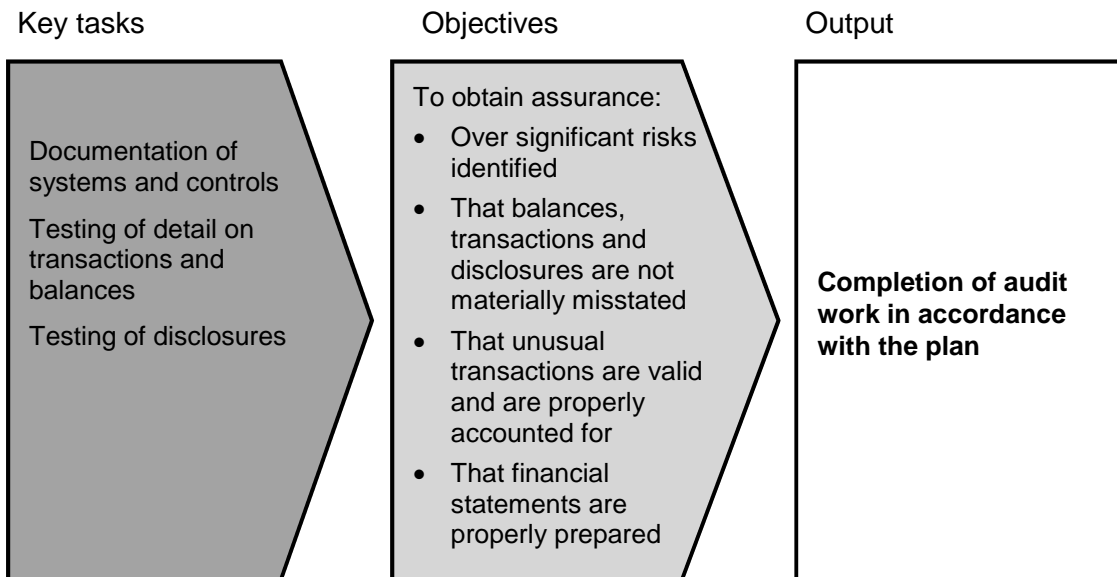 Key tasks
Objectives
Output
Documentation of
systems and controls
Testing of detail on
transactions and
balances
Testing of disclosures
To obtain assurance:
• Over significant risks
identified
• That balances,
transactions and
disclosures are not
materially misstated
• That unusual
transactions are valid
and are properly
accounted for
• That financial
statements are
properly prepared
Completion of audit
work in accordance
with the plan